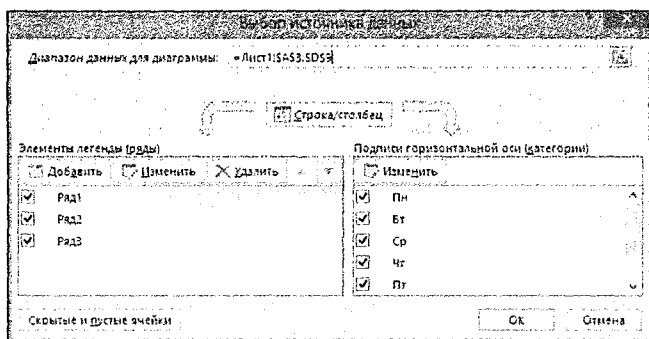 Выбор источника данных
Диапазон данных для диаграммы: =Лист1!$A$3:$D$9
Строка/столбец
Элементы легенды (ряды)
Подписи горизонтальной оси (категории)
Добавить Изменить Удалить
Изменить
Ряд1
Ряд2
Ряд3
Пн
Вт
Ср
Чт
Пт
Скрытые и пустые ячейки
ОК
Отмена